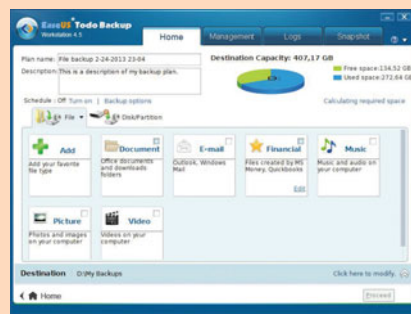 EaseUS Todo Backup
Workstation 4.5
Home Management Logs Snapshot
Plan name: File backup 2-24-2013 23-04
Description: This is a description of my backup plan.
Destination Capacity: 407,17 GB
Free space:134,52 GB
Used space:272,64 GB
Schedule : Off Turn on | Backup options
Calculating required space
File Disk/Partition
Add
Add your favorite
file type
Document
Office documents
and downloads
folders
E-mail
Outlook, Windows
Mail
Financial
Files created by MS
Money, Quickbooks
Edit
Music
Music and audio on
your computer
Picture
Photos and images
on your computer
Video
Videos on your
computer
Destination D:\My Backups
Click here to modify.
Home
Proceed